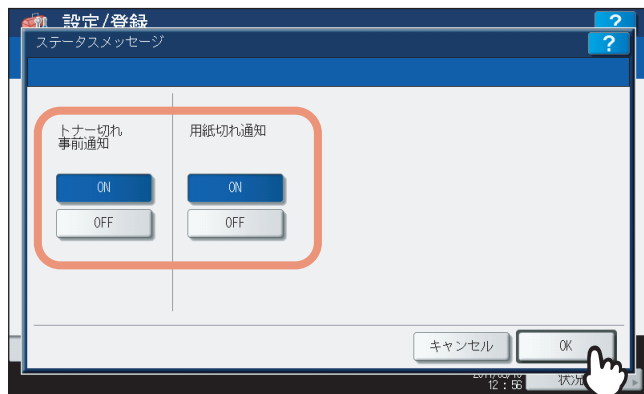 設定/登録
?
ステータスメッセージ
?
トナー切れ
事前通知
用紙切れ通知
ON
ON
OFF
OFF
キャンセル
OK
12:56
状況